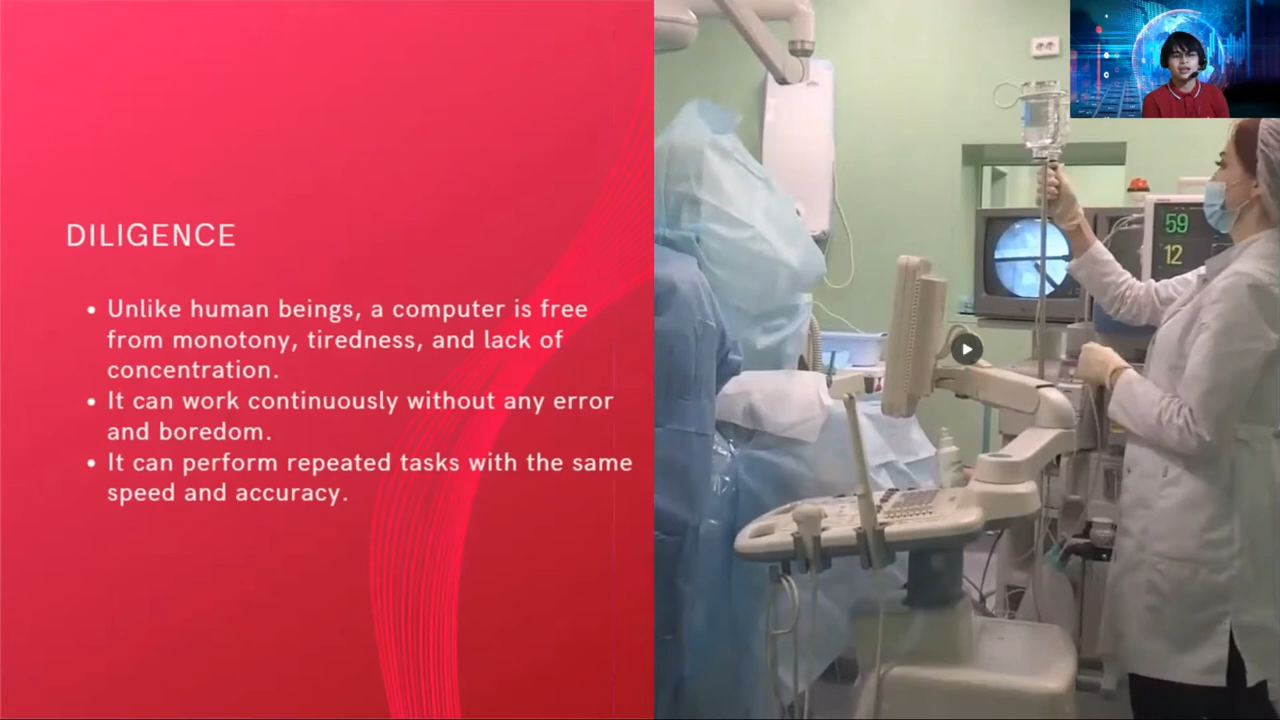 DILIGENCE
• Unlike human beings, a computer is free
from monotony, tiredness, and lack of
concentration.
• It can work continuously without any error
and boredom.
• It can perform repeated tasks with the same
speed and accuracy.
59
12